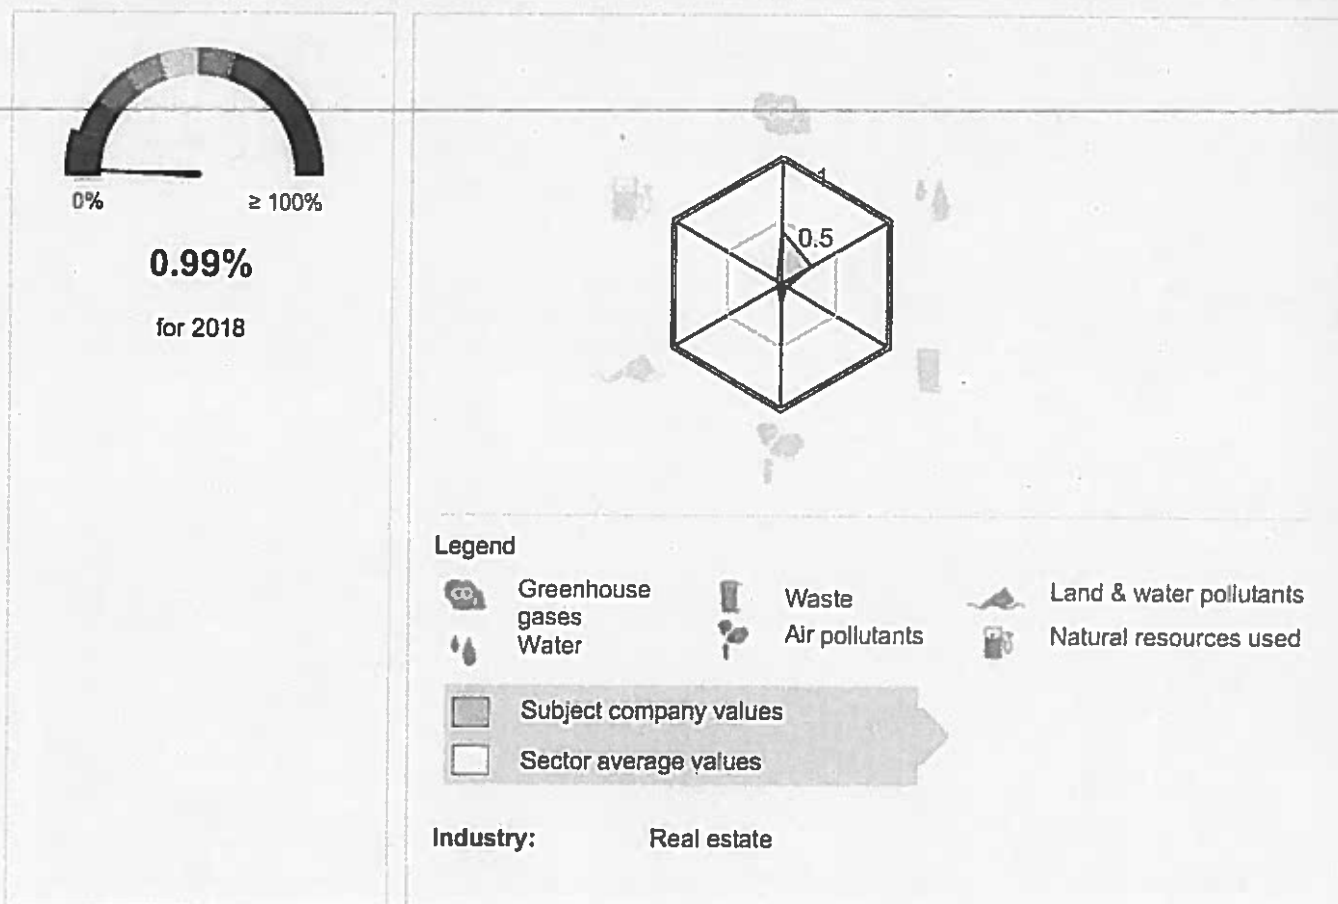 0%
≥ 100%
0.99%
for 2018
1
0.5
Legend
Greenhouse
gases
Water
Waste
Air pollutants
Land & water pollutants
Natural resources used
Subject company values
Sector average values
Industry: Real estate